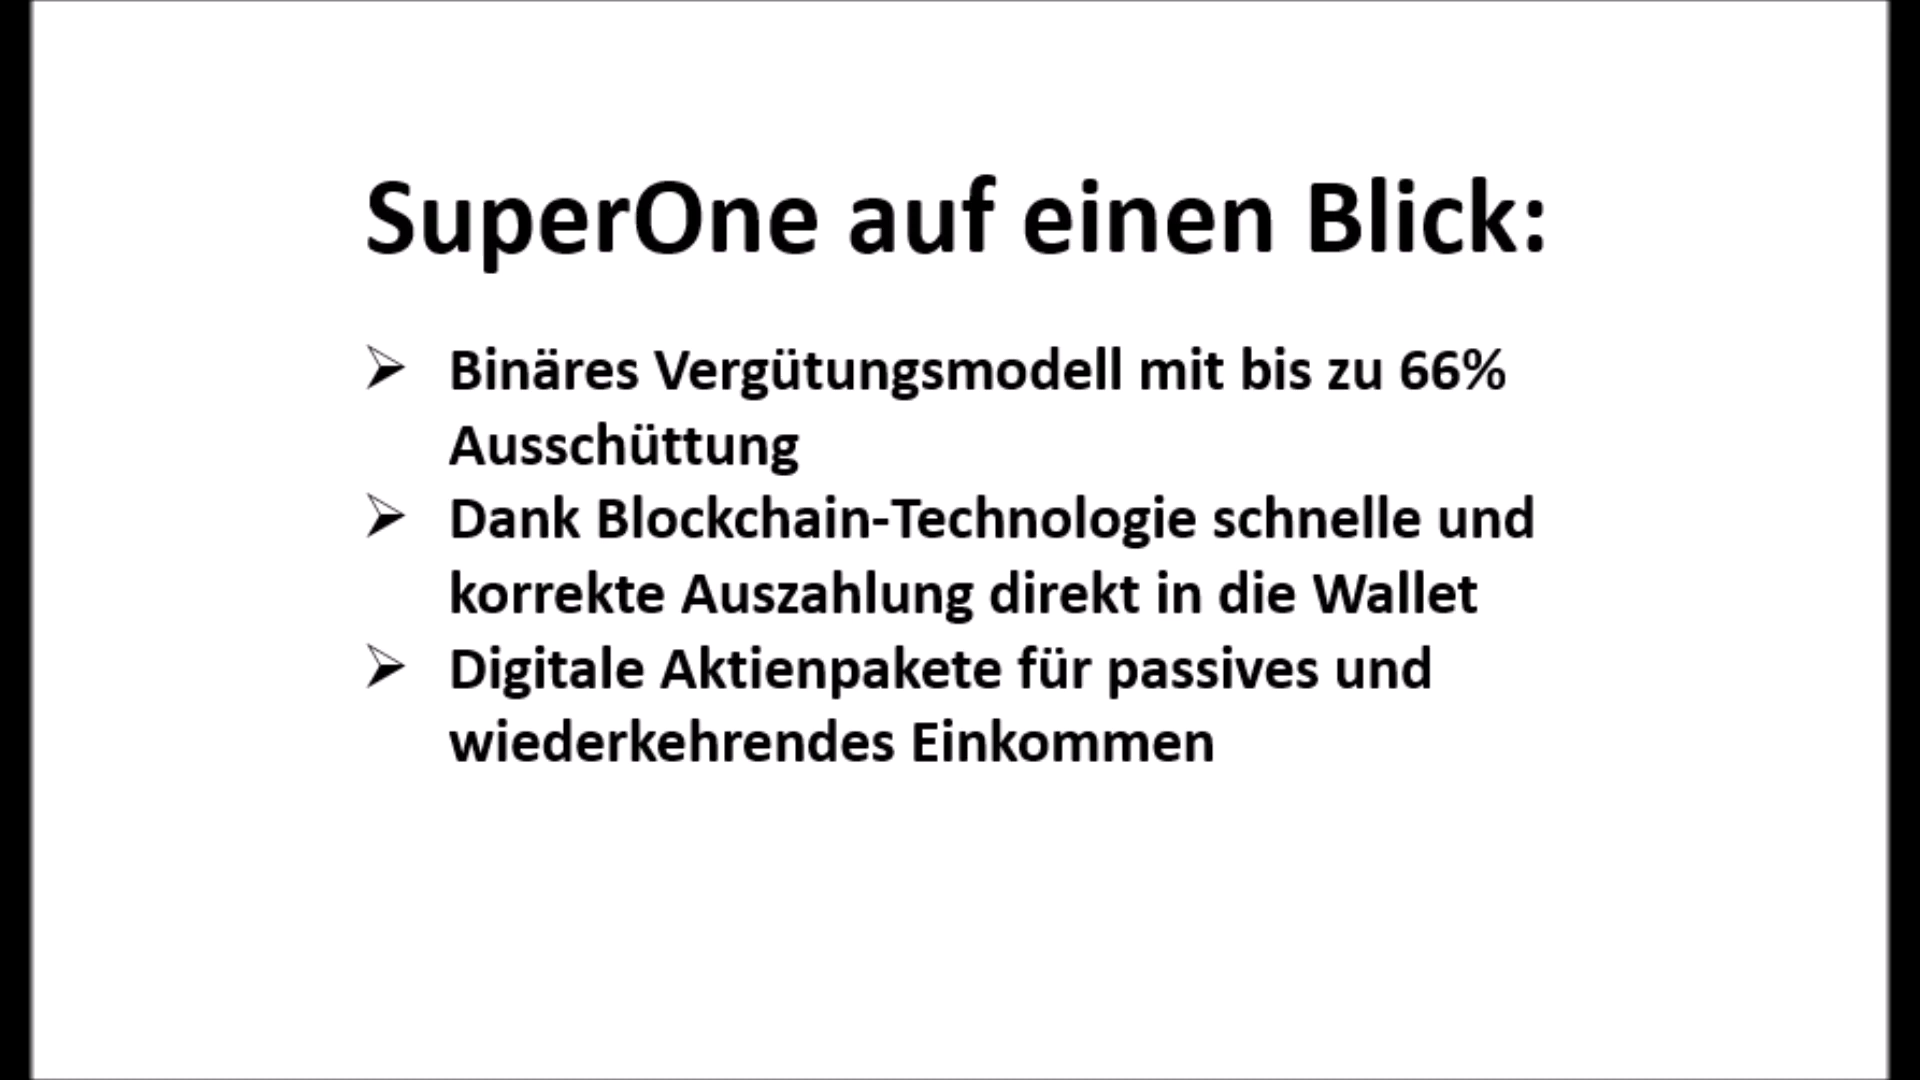 SuperOne auf einen Blick:
➢ Binäres Vergütungsmodell mit bis zu 66%
Ausschüttung
➢ Dank Blockchain-Technologie schnelle und
korrekte Auszahlung direkt in die Wallet
➢ Digitale Aktienpakete für passives und
wiederkehrendes Einkommen